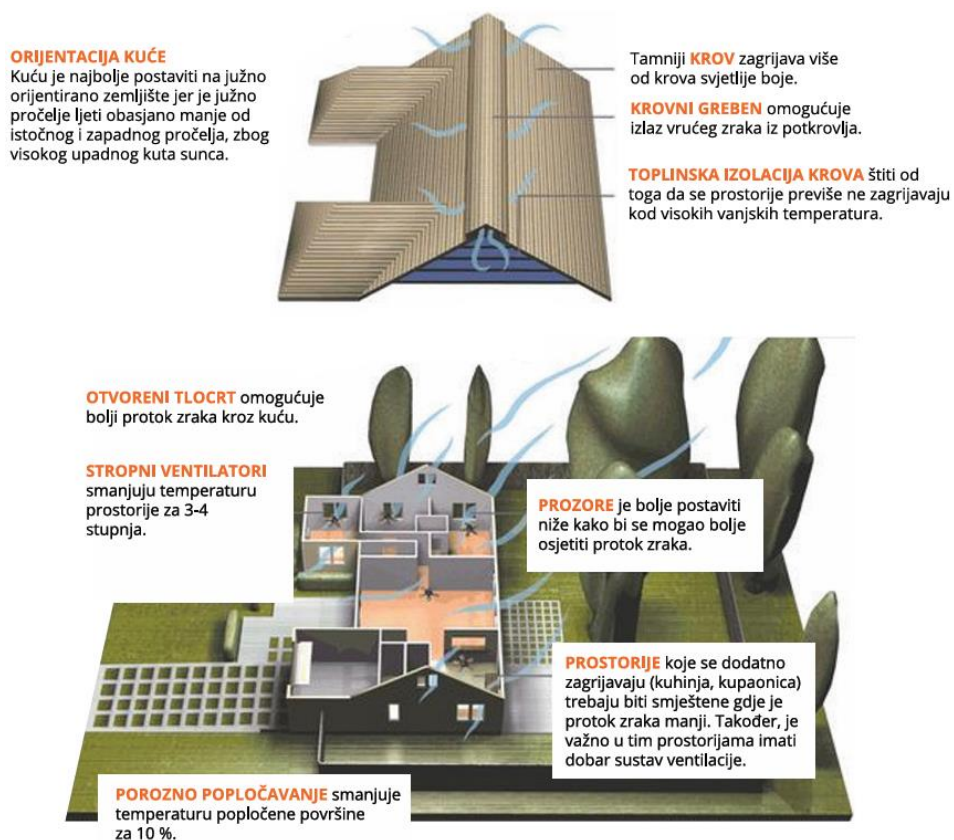 ORIJENTACIJA KUĆE
Kuću je najbolje postaviti na južno
orijentirano zemljište jer je južno
pročelje ljeti obasjano manje od
istočnog i zapadnog pročelja, zbog
visokog upadnog kuta sunca.
Tamniji KROV zagrijava više
od krova svjetlije boje.
KROVNI GREBEN omogućuje
izlaz vrućeg zraka iz potkrovlja.
TOPLINSKA IZOLACIJA KROVA štiti od
toga da se prostorije previše ne zagrijavaju
kod visokih vanjskih temperatura.
OTVORENI TLOCRT omogućuje
bolji protok zraka kroz kuću.
STROPNI VENTILATORI
smanjuju temperaturu
prostorije za 3-4
stupnja.
PROZORE je bolje postaviti
niže kako bi se mogao bolje
osjetiti protok zraka.
PROSTORIJE koje se dodatno
zagrijavaju (kuhinja, kupaonica)
trebaju biti smještene gdje je
protok zraka manji. Također, je
važno u tim prostorijama imati
dobar sustav ventilacije.
POROZNO POPLOČAVANJE smanjuje
temperaturu popločene površine
za 10 %.